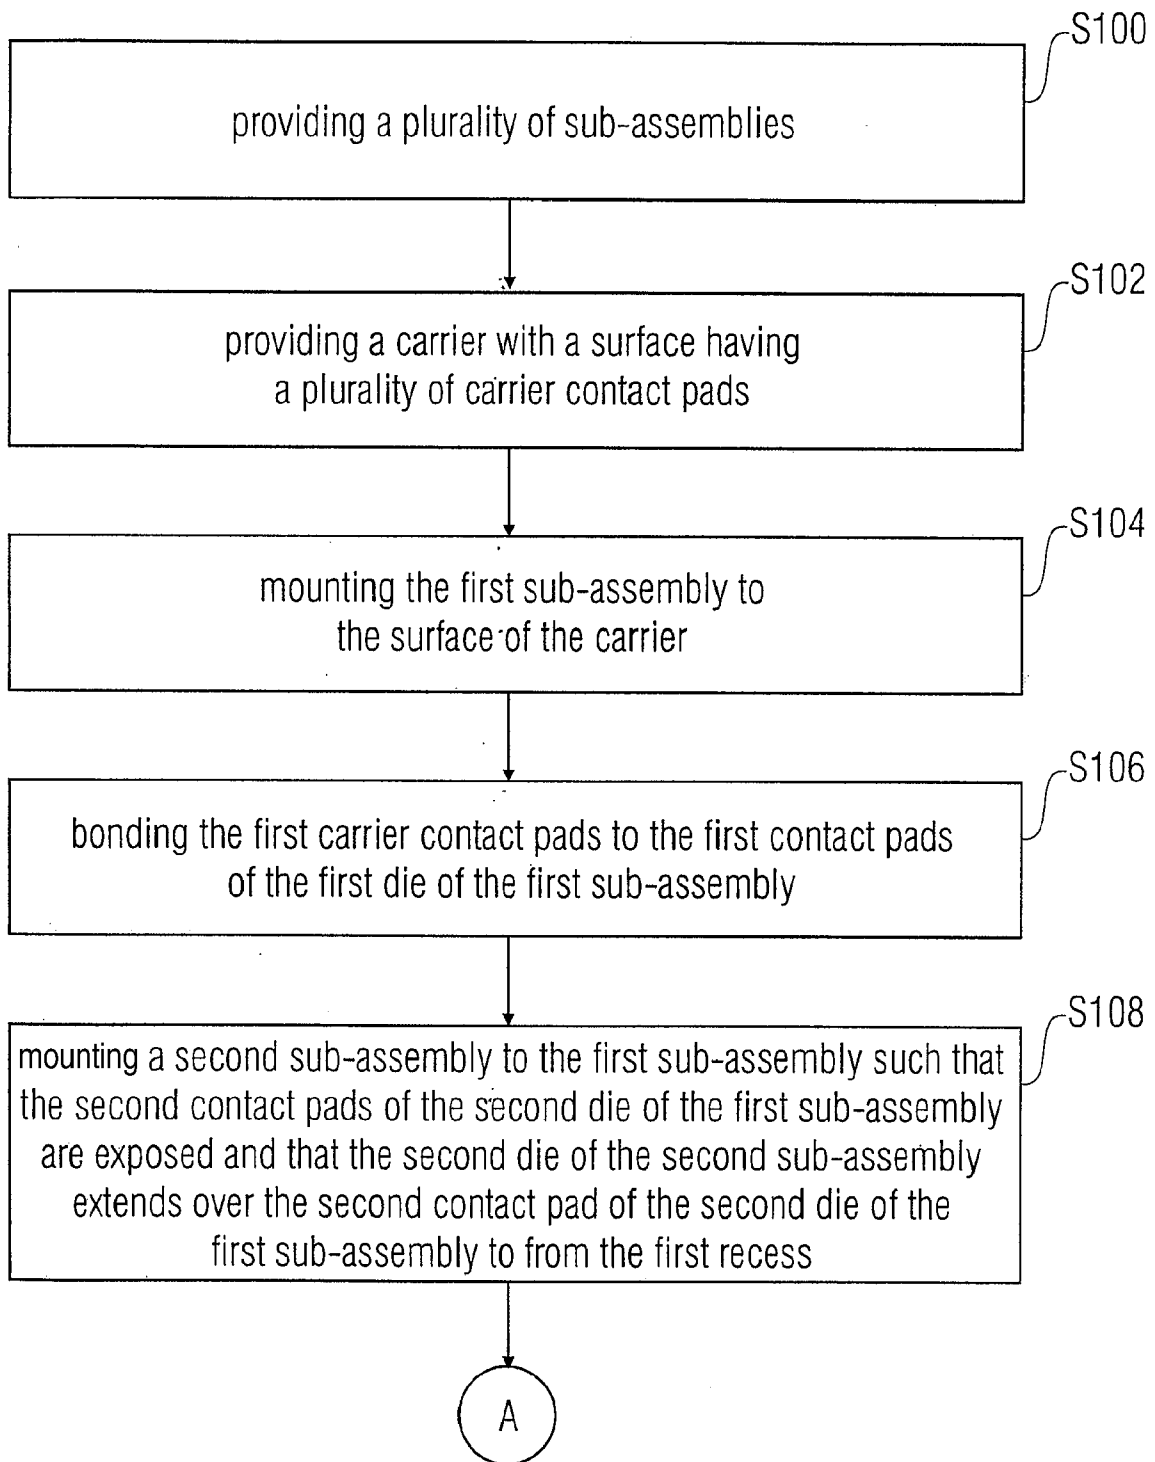 S100
providing a plurality of sub-assemblies
S102
providing a carrier with a surface having
a plurality of carrier contact pads
S104
mounting the first sub-assembly to
the surface of the carrier
S106
bonding the first carrier contact pads to the first contact pads
of the first die of the first sub-assembly
S108
mounting a second sub-assembly to the first sub-assembly such that
the second contact pads of the second die of the first sub-assembly
are exposed and that the second die of the second sub-assembly
extends over the second contact pad of the second die of the
first sub-assembly to from the first recess
A